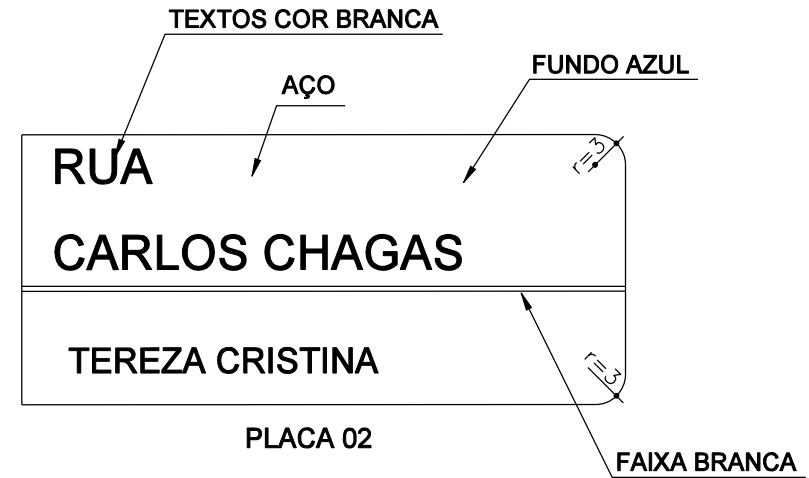 TEXTOS COR BRANCA
FUNDO AZUL
AÇO
r=3
RUA
CARLOS CHAGAS
TEREZA CRISTINA
r=3
PLACA 02
FAIXA BRANCA